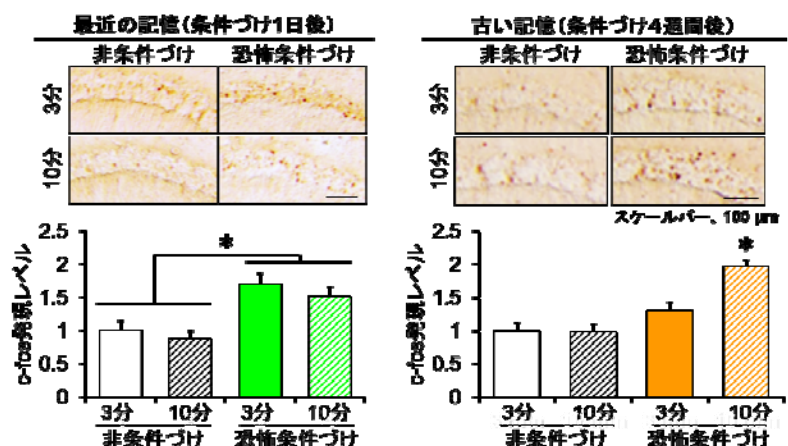 最近の記憶(条件づけ1日後)
非条件づけ 恐怖条件づけ
3分
10分
c-fos発現レベル
2.5
2
1.5
1
0.5
0
*
3分 10分 3分 10分
非条件づけ 恐怖条件づけ
古い記憶(条件づけ4週間後)
非条件づけ 恐怖条件づけ
3分
10分
スケールバー、100 μm
c-fos発現レベル
2.5
2
1.5
1
0.5
0
*
3分 10分 3分 10分
非条件づけ 恐怖条件づけ